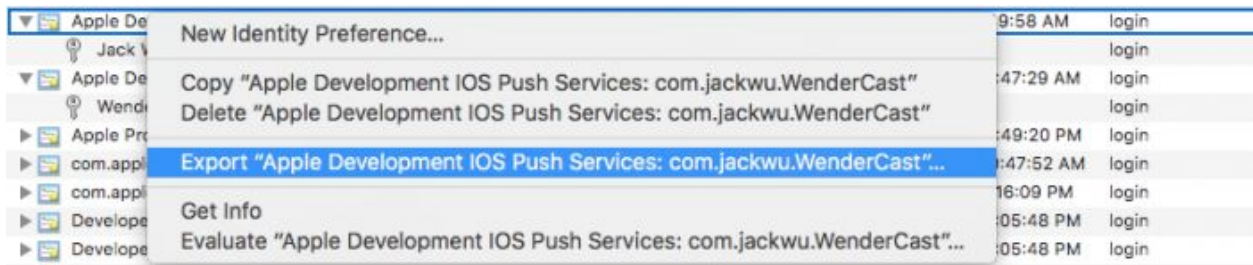 Apple De 9:58 AM login
New Identity Preference...
Jack login
Apple De :47:29 AM login
Copy “Apple Development IOS Push Services: com.jackwu.WenderCast”
Wende login
Delete “Apple Development IOS Push Services: com.jackwu.WenderCast”
Apple Pro :49:20 PM login
com.appl :47:52 AM login
Export “Apple Development IOS Push Services: com.jackwu.WenderCast”...
com.appl 16:09 PM login
Develope :05:48 PM login
Get Info
Develope :05:48 PM login
Evaluate “Apple Development IOS Push Services: com.jackwu.WenderCast”...